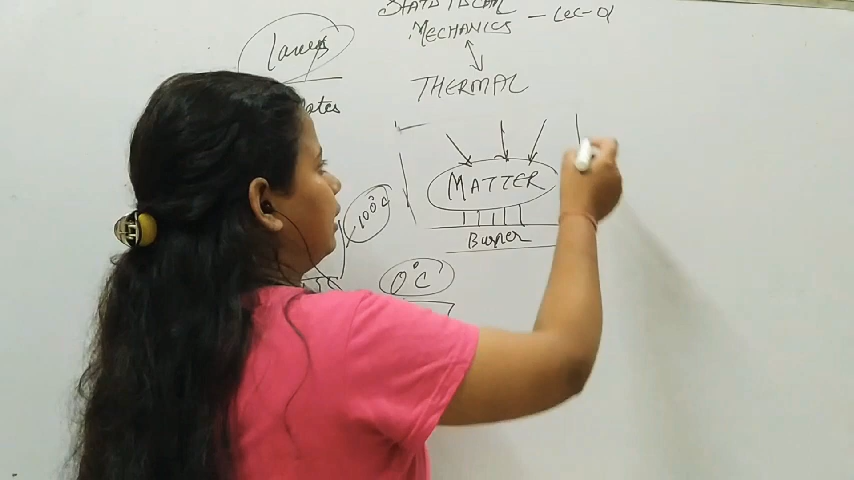 STATISTICAL
MECHANICS - Lec-01
THERMAL
Laws
MATTER
Burner
100°C
0°C